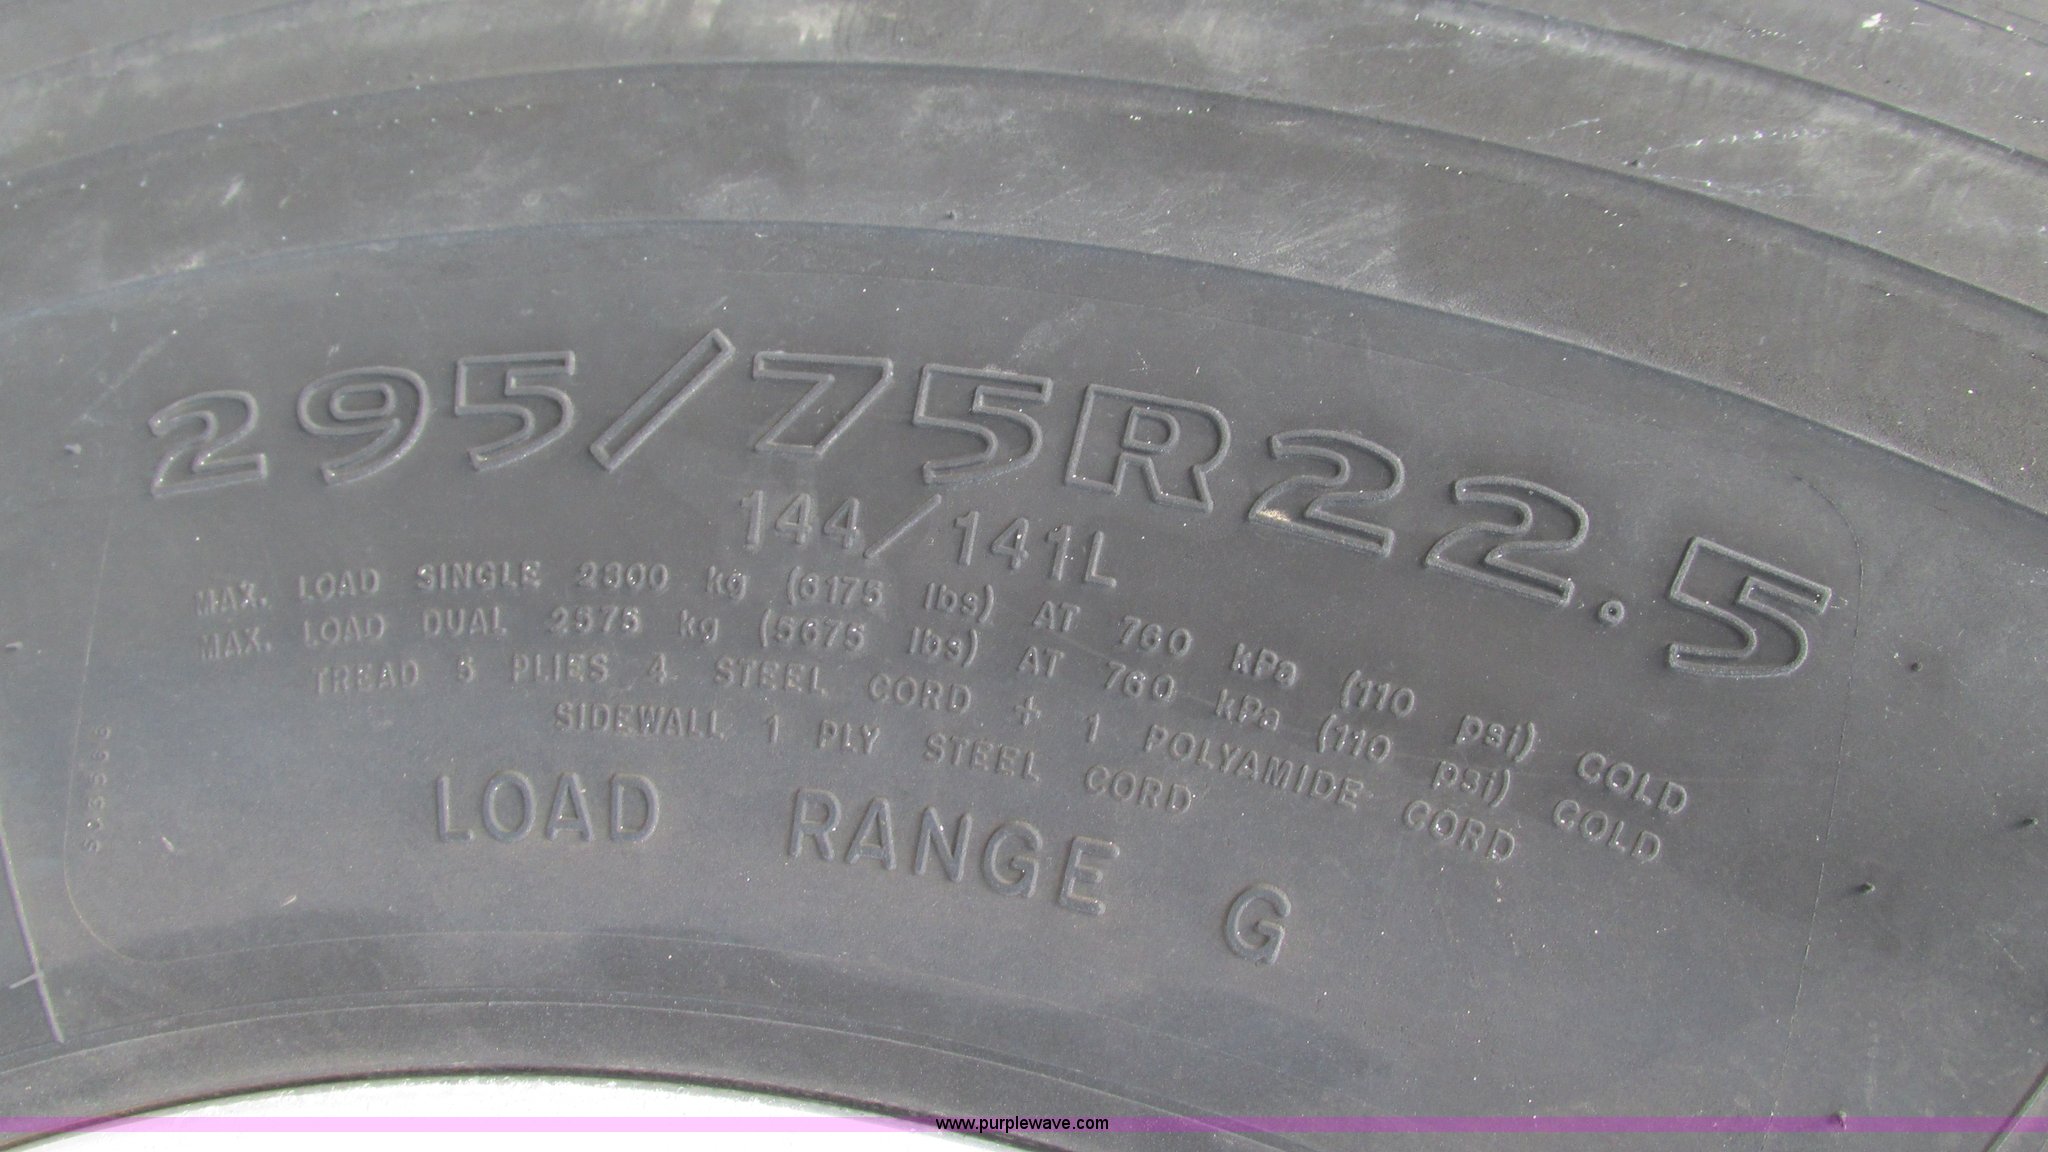 295/75R22.5
144/141L
MAX. LOAD SINGLE 2800 kg (6175 lbs) AT 760 kPa (110 psi) COLD
MAX. LOAD DUAL 2575 kg (5675 lbs) AT 760 kPa (110 psi) COLD
TREAD 5 PLIES 4 STEEL CORD + 1 POLYAMIDE CORD
SIDEWALL 1 PLY STEEL CORD
LOAD RANGE G
www.purplewave.com